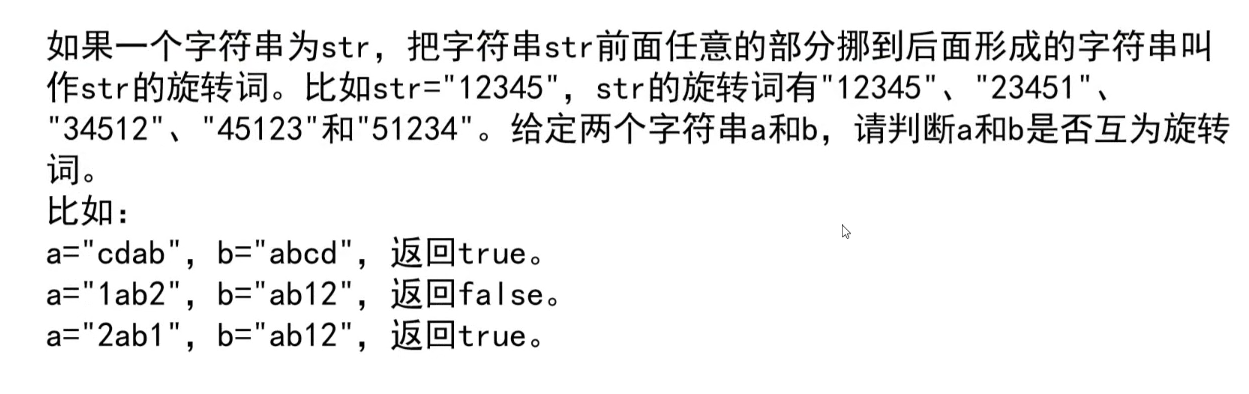 如果一个字符串为str，把字符串str前面任意的部分挪到后面形成的字符串叫
作str的旋转词。比如str="12345"，str的旋转词有"12345"、"23451"、
"34512"、"45123"和"51234"。给定两个字符串a和b，请判断a和b是否互为旋转
词。
比如：
a="cdab"，b="abcd"，返回true。
a="1ab2"，b="ab12"，返回false。
a="2ab1"，b="ab12"，返回true。